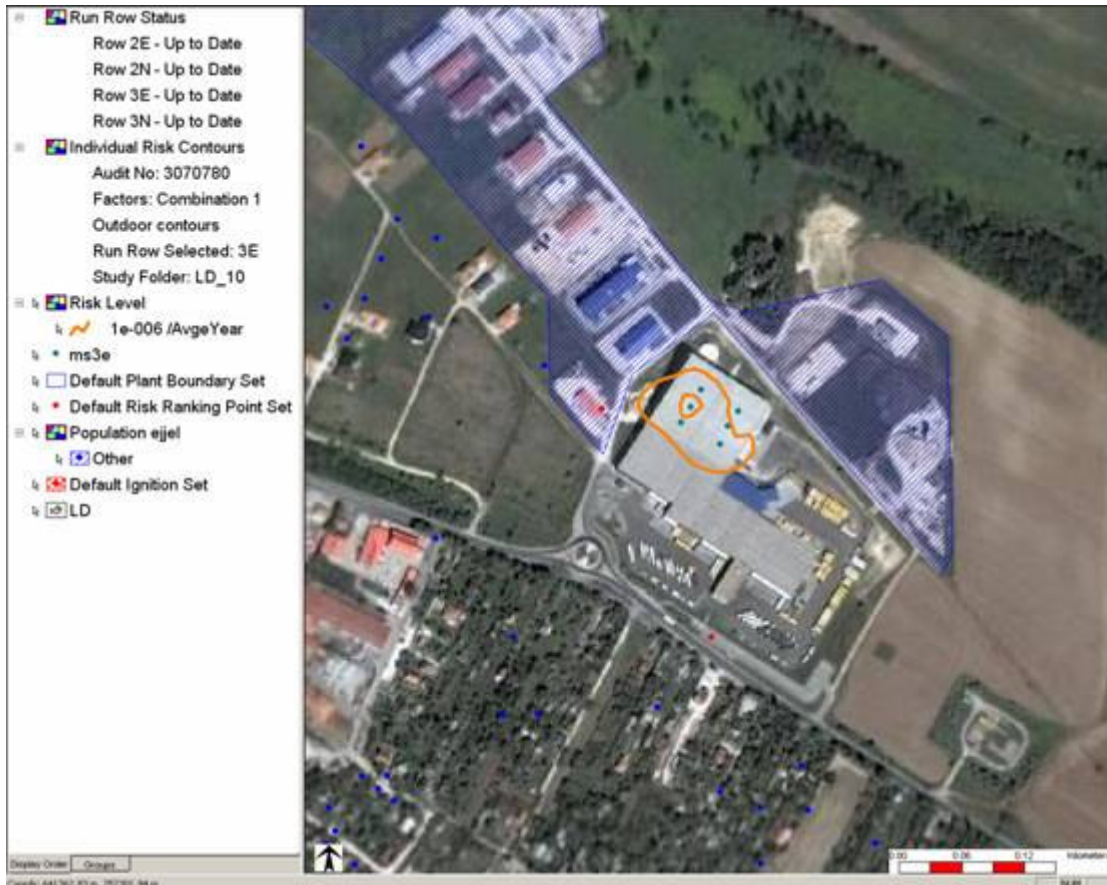 Run Row Status
Row 2E - Up to Date
Row 2N - Up to Date
Row 3E - Up to Date
Row 3N - Up to Date
Individual Risk Contours
Audit No: 3070780
Factors: Combination 1
Outdoor contours
Run Row Selected: 3E
Study Folder: LD_10
Risk Level
1e-006 /AvgeYear
ms3e
Default Plant Boundary Set
Default Risk Ranking Point Set
Population ejjel
Other
Default Ignition Set
LD
0.00 0.06 0.12 Kilometer
Display Order Groups